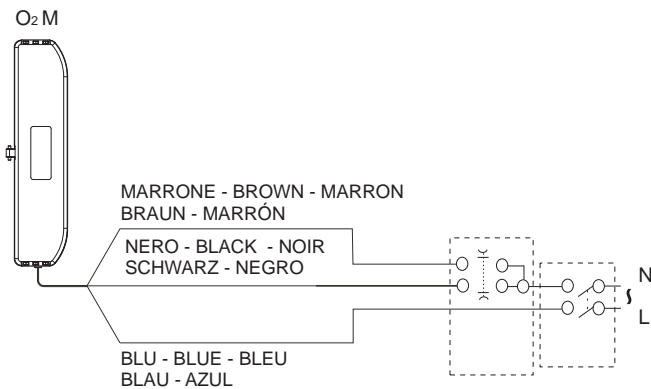 O₂ M
MARRONE - BROWN - MARRON
BRAUN - MARRÓN
NERO - BLACK - NOIR
SCHWARZ - NEGRO
N
L
BLU - BLUE - BLEU
BLAU - AZUL